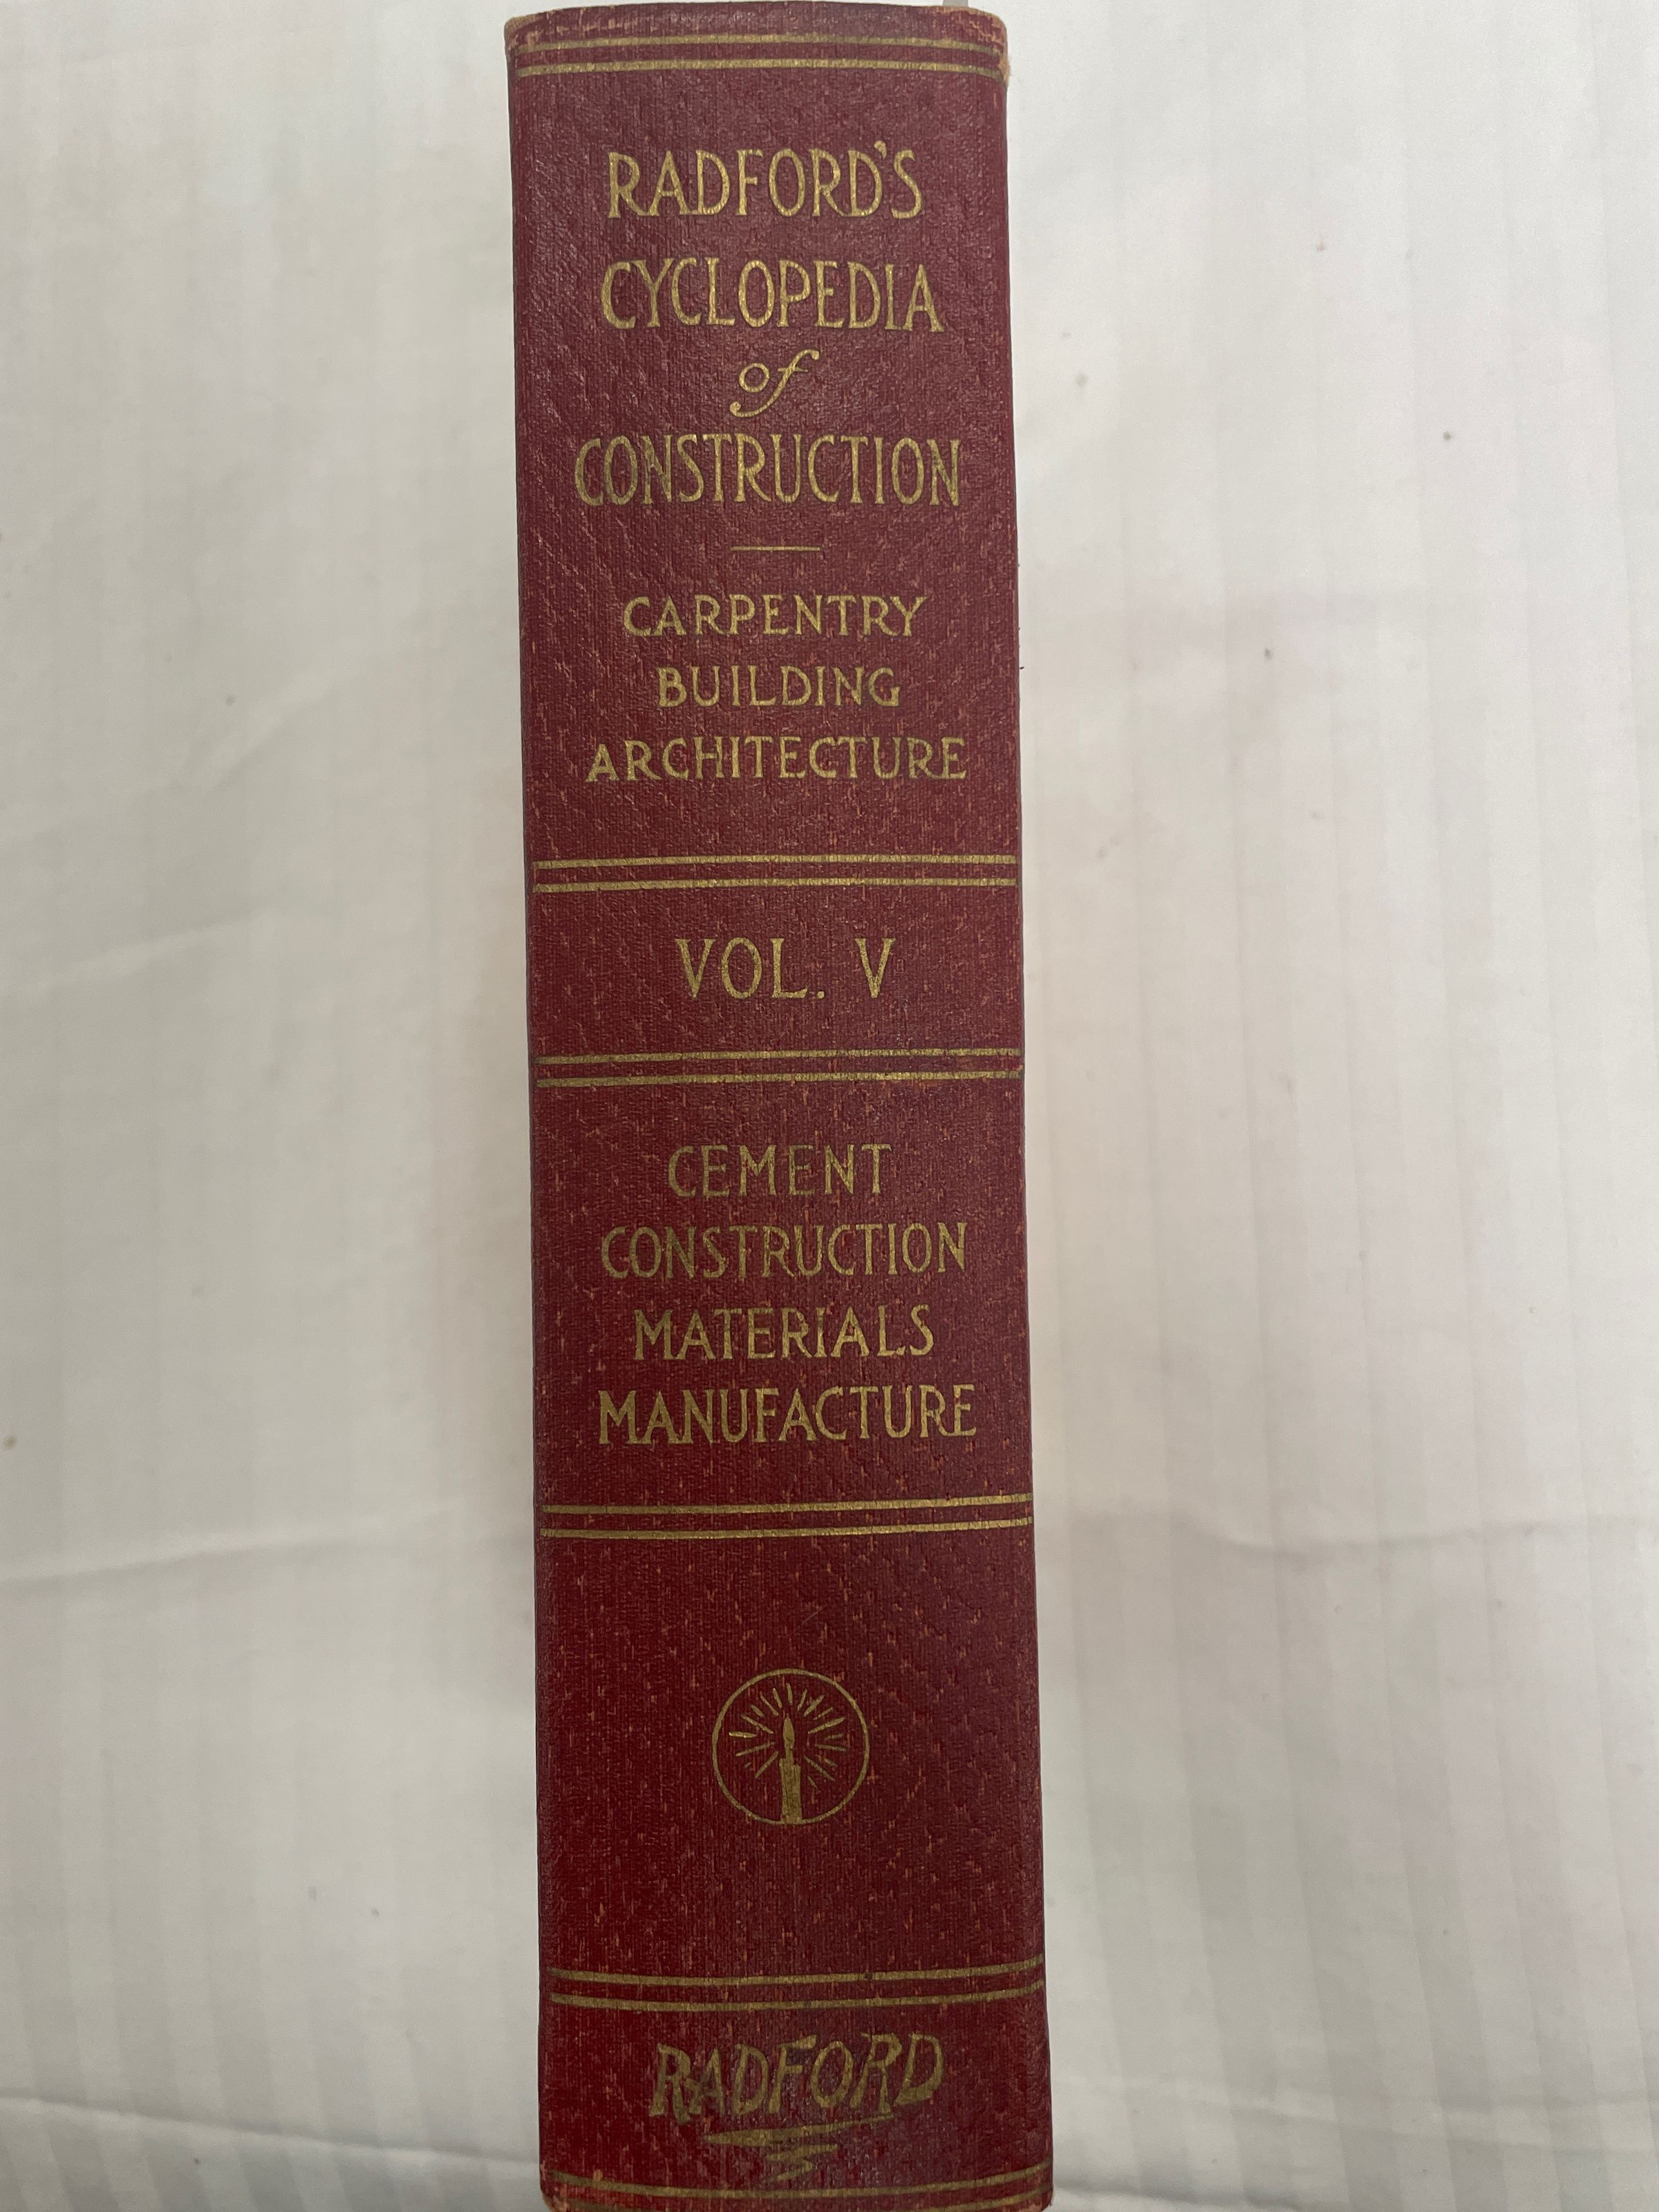 RADFORD'S
CYCLOPEDIA
of
CONSTRUCTION
CARPENTRY
BUILDING
ARCHITECTURE
VOL. V
CEMENT
CONSTRUCTION
MATERIALS
MANUFACTURE
RADFORD